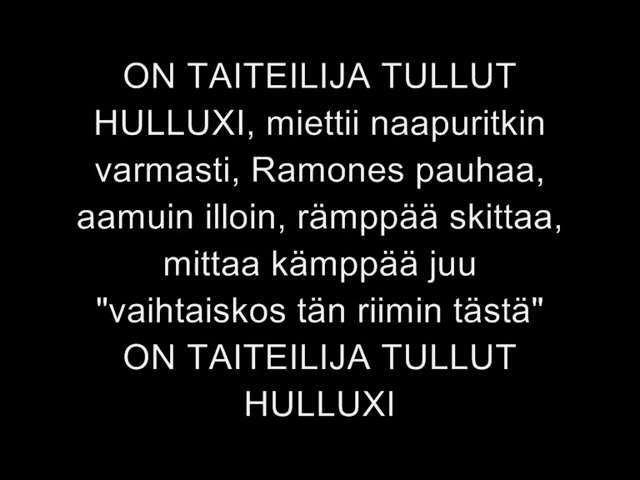 ON TAITEILIJA TULLUT
HULLUXI, miettii naapuritkin
varmasti, Ramones pauhaa,
aamuin illoin, rämppää skittaa,
mittaa kämppää juu
"vaihtaiskos tän riimin tästä"
ON TAITEILIJA TULLUT
HULLUXI